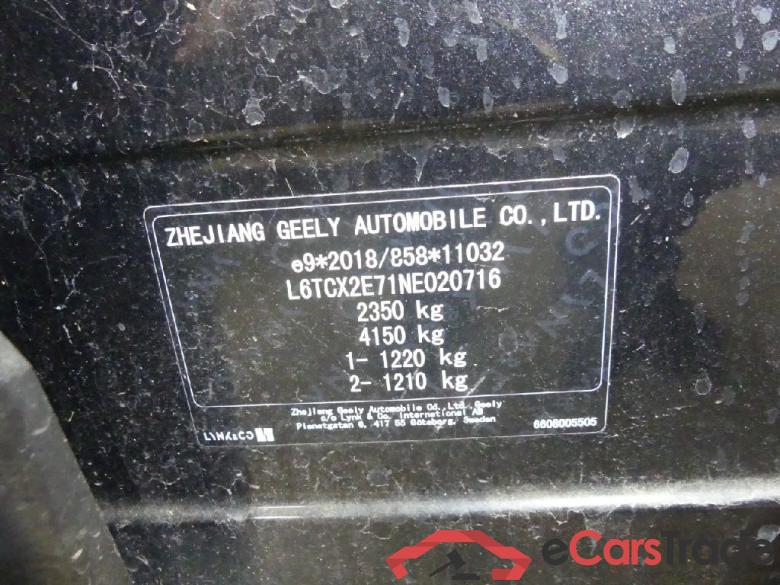 ZHEJIANG GEELY AUTOMOBILE CO.,LTD.
e9*2018/858*11032
L6TCX2E71NE020716
2350 kg
4150 kg
1- 1220 kg
2- 1210 kg
Zhejiang Geely Automobile Co., Ltd. Geely
c/o Lynk & Co. International AB
Pianetgatan 6, 417 55 Göteborg, Sweden
LYNK&CO
6608005505
eCarsTrade